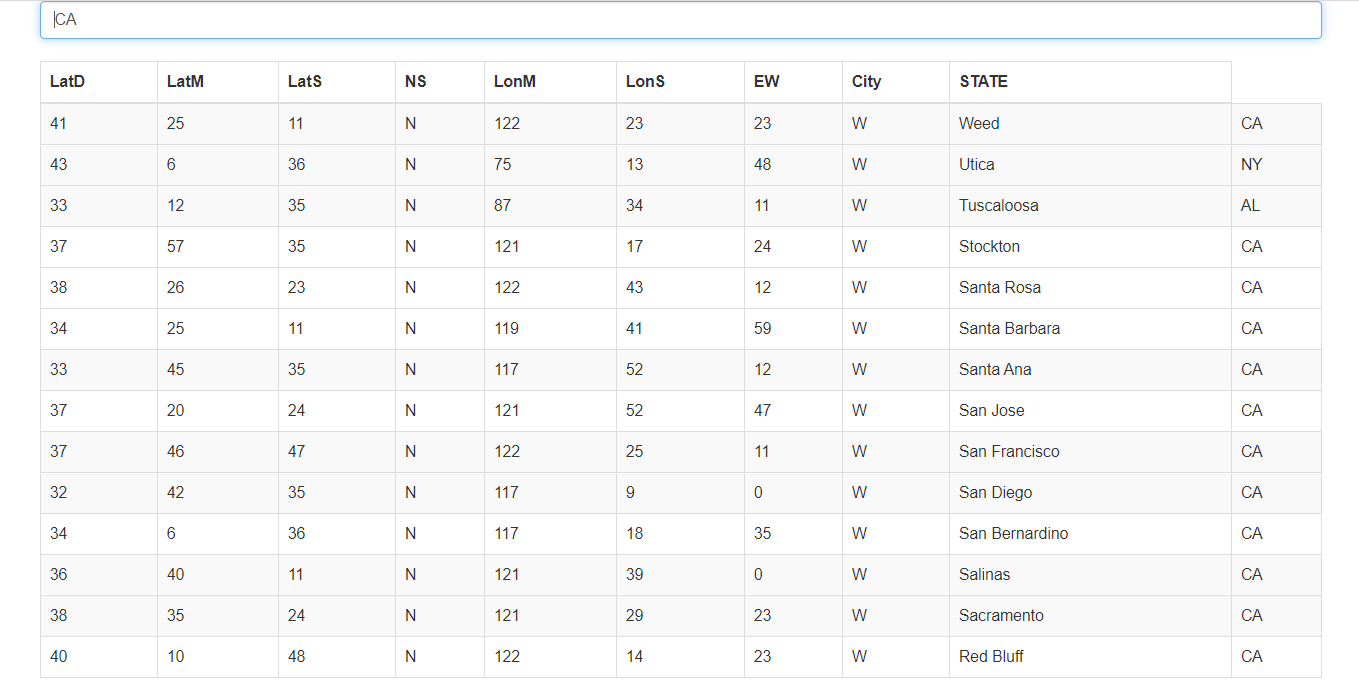 CA
LatD LatM LatS NS LonM LonS EW City STATE
41 25 11 N 122 23 23 W Weed CA
43 6 36 N 75 13 48 W Utica NY
33 12 35 N 87 34 11 W Tuscaloosa AL
37 57 35 N 121 17 24 W Stockton CA
38 26 23 N 122 43 12 W Santa Rosa CA
34 25 11 N 119 41 59 W Santa Barbara CA
33 45 35 N 117 52 12 W Santa Ana CA
37 20 24 N 121 52 47 W San Jose CA
37 46 47 N 122 25 11 W San Francisco CA
32 42 35 N 117 9 0 W San Diego CA
34 6 36 N 117 18 35 W San Bernardino CA
36 40 11 N 121 39 0 W Salinas CA
38 35 24 N 121 29 23 W Sacramento CA
40 10 48 N 122 14 23 W Red Bluff CA